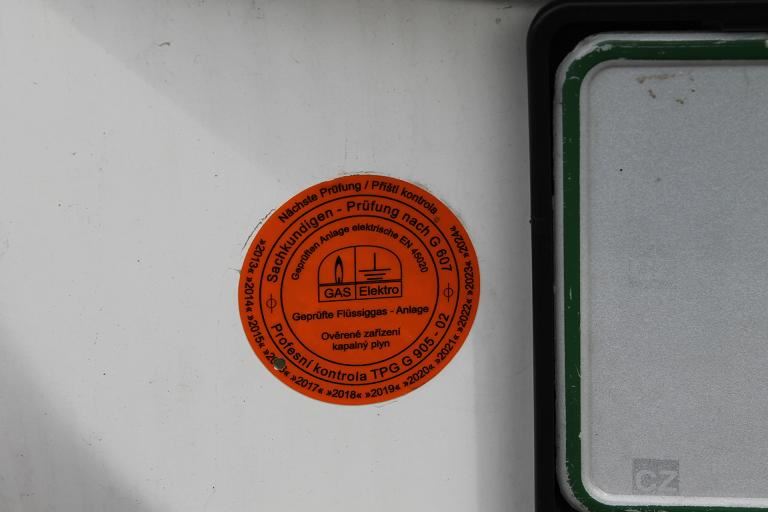 Nächste Prüfung / Příští kontrola
Sachkundigen - Prüfung nach G 607
Geprüften Anlage elektrische EN 45020
GAS Elektro
Geprüfte Flüssiggas - Anlage
Ověrené zařízení
kapalný plyn
Profesní kontrola TPG G 905 - 02
»2013« »2014« »2015« »2017« »2018« »2019« »2020« »2021« »2022« »2023« »2024«
CZ